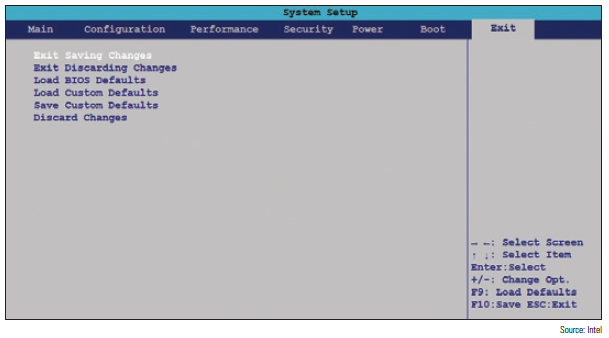 System Setup
Main Configuration Performance Security Power Boot Exit
Exit Saving Changes
Exit Discarding Changes
Load BIOS Defaults
Load Custom Defaults
Save Custom Defaults
Discard Changes
→ ←: Select Screen
↑ ↓: Select Item
Enter:Select
+/-: Change Opt.
F9: Load Defaults
F10:Save ESC:Exit
Source: Intel